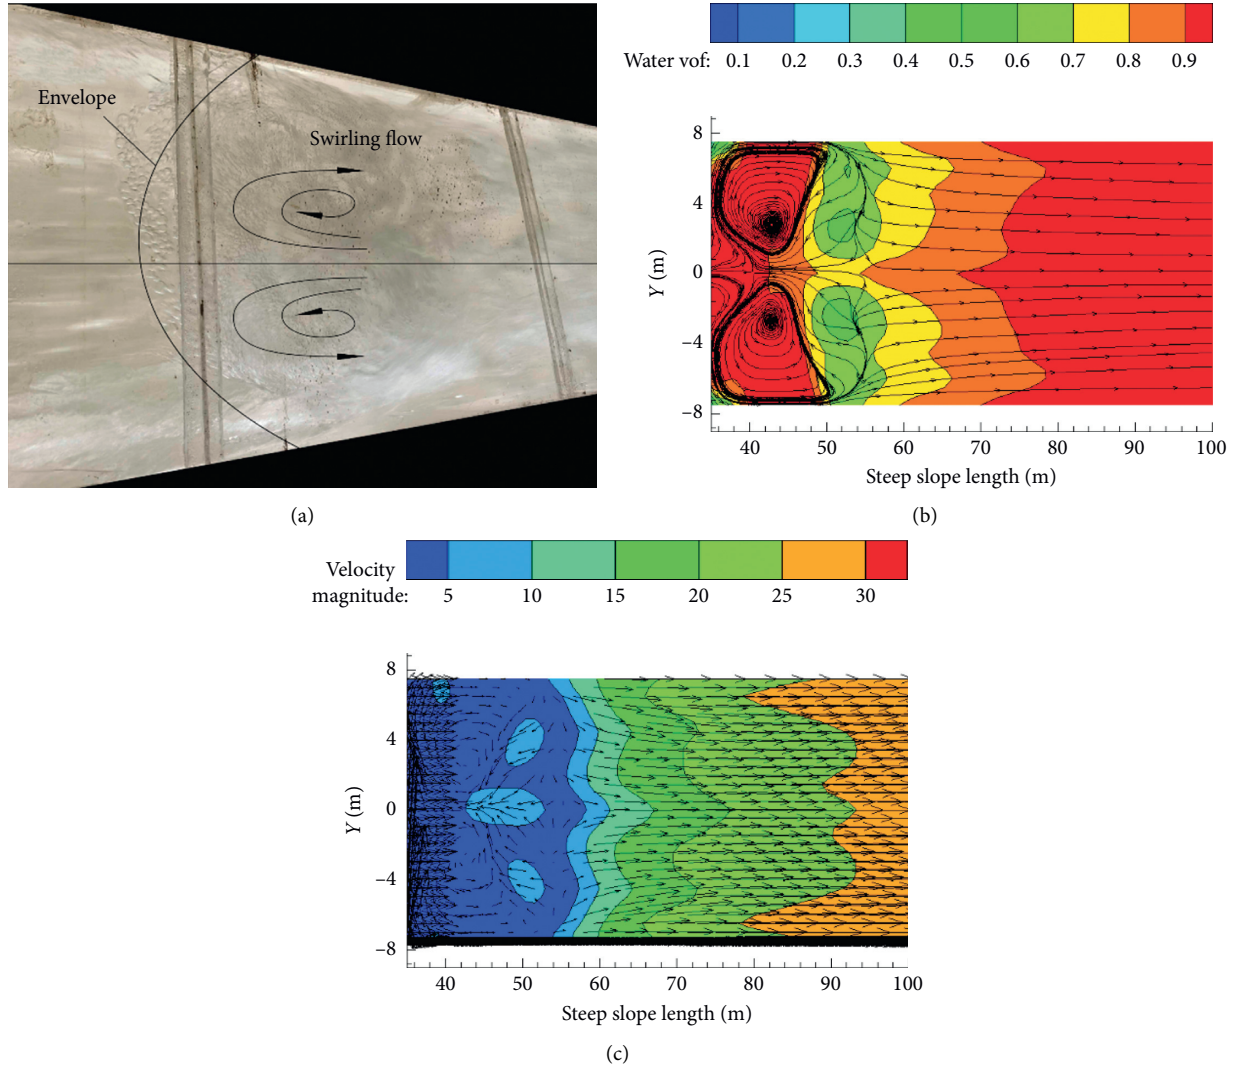 Envelope
Swirling flow
(a)
Water vof: 0.1 0.2 0.3 0.4 0.5 0.6 0.7 0.8 0.9
8
4
0
−4
−8
Y (m)
40 50 60 70 80 90 100
Steep slope length (m)
(b)
Velocity
magnitude: 5 10 15 20 25 30
8
4
0
−4
−8
Y (m)
40 50 60 70 80 90 100
Steep slope length (m)
(c)